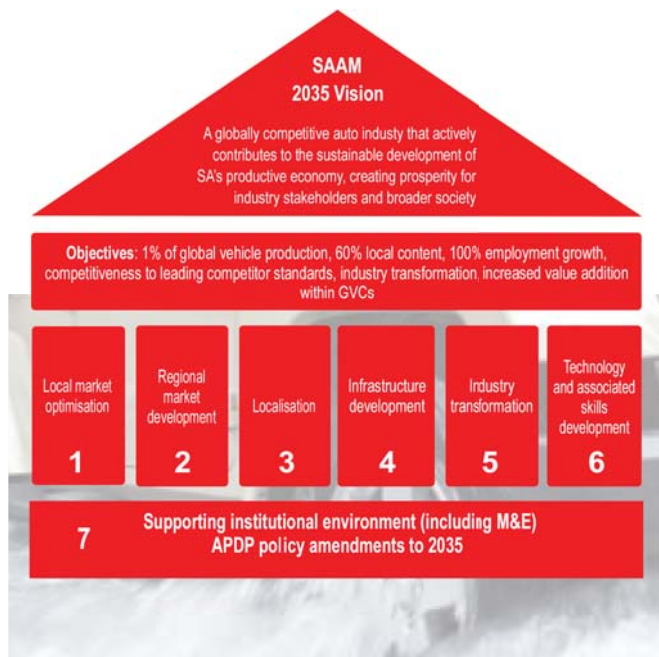 SAAM
2035 Vision
A globally competitive auto industy that actively
contributes to the sustainable development of
SA's productive economy, creating prosperity for
industry stakeholders and broader society
Objectives: 1% of global vehicle production, 60% local content, 100% employment growth,
competitiveness to leading competitor standards, industry transformation, increased value addition
within GVCs
Local market
optimisation
1
Regional
market
development
2
Localisation
3
Infrastructure
development
4
Industry
transformation
5
Technology
and associated
skills
development
6
7
Supporting institutional environment (including M&E)
APDP policy amendments to 2035